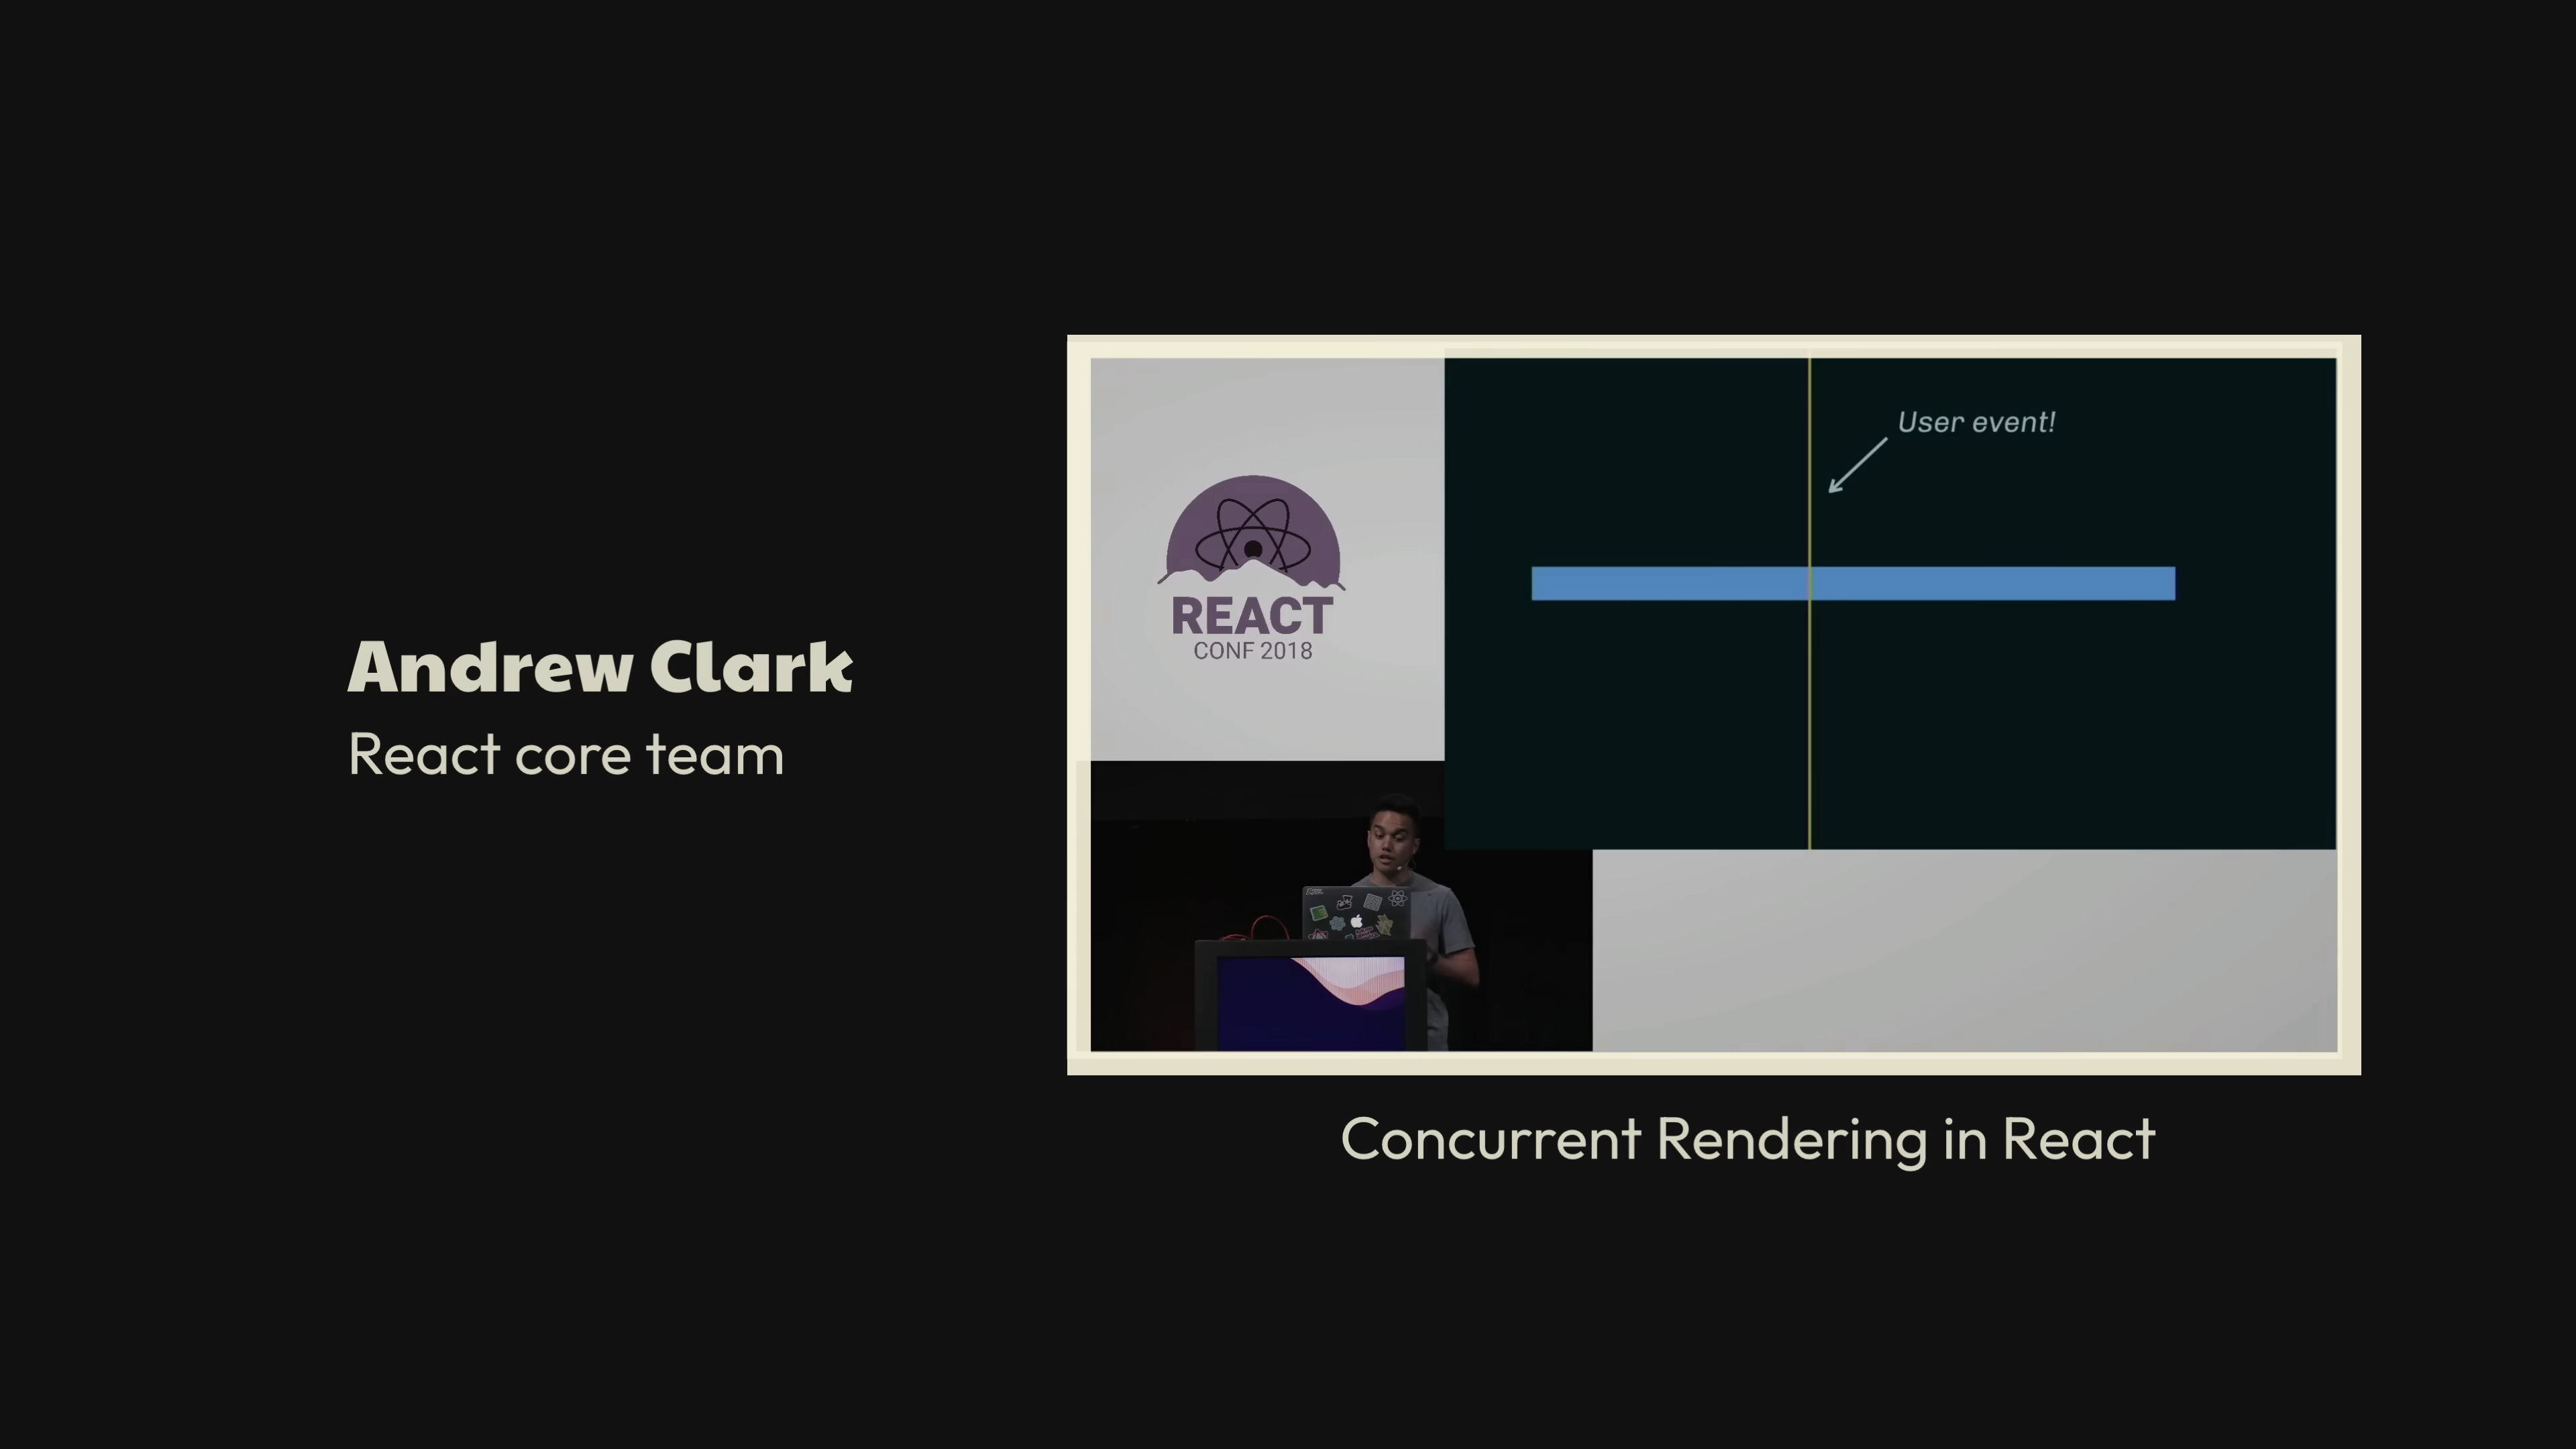 Andrew Clark
React core team
User event!
REACT
CONF 2018
Concurrent Rendering in React